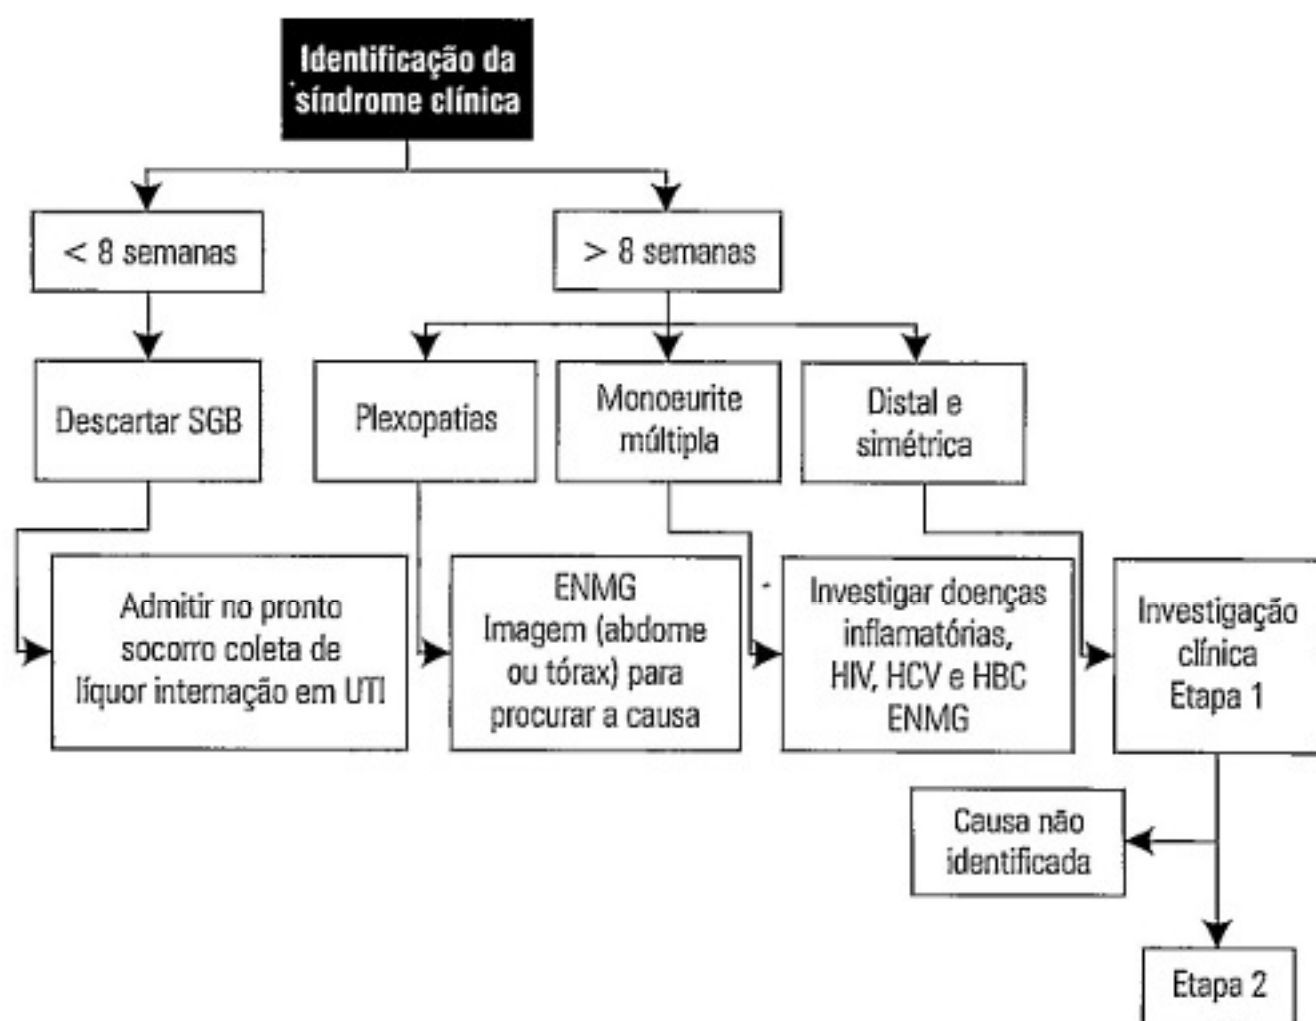 Identificação da
síndrome clínica
< 8 semanas
> 8 semanas
Descartar SGB
Plexopatias
Monoeurite
múltipla
Distal e
simétrica
Admitir no pronto
socorro coleta de
líquor internação em UTI
ENMG
Imagem (abdome
ou tórax) para
procurar a causa
Investigar doenças
inflamatórias,
HIV, HCV e HBC
ENMG
Investigação
clínica
Etapa 1
Causa não
identificada
Etapa 2